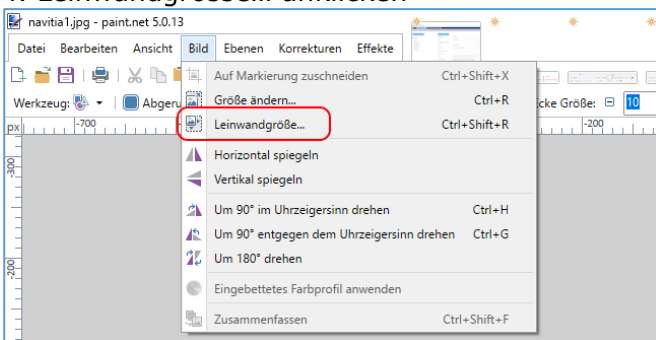 navitia1.jpg - paint.net 5.0.13
Datei Bearbeiten Ansicht Bild Ebenen Korrekturen Effekte
Auf Markierung zuschneiden Ctrl+Shift+X
Werkzeug: Größe ändern... Ctrl+R Größe: 10
px -700 Leinwandgröße... Ctrl+Shift+R -200
Horizontal spiegeln
-300
Vertikal spiegeln
Um 90° im Uhrzeigersinn drehen Ctrl+H
Um 90° entgegen dem Uhrzeigersinn drehen Ctrl+G
-200
Um 180° drehen
Eingebettetes Farbprofil anwenden
Zusammenfassen Ctrl+Shift+F